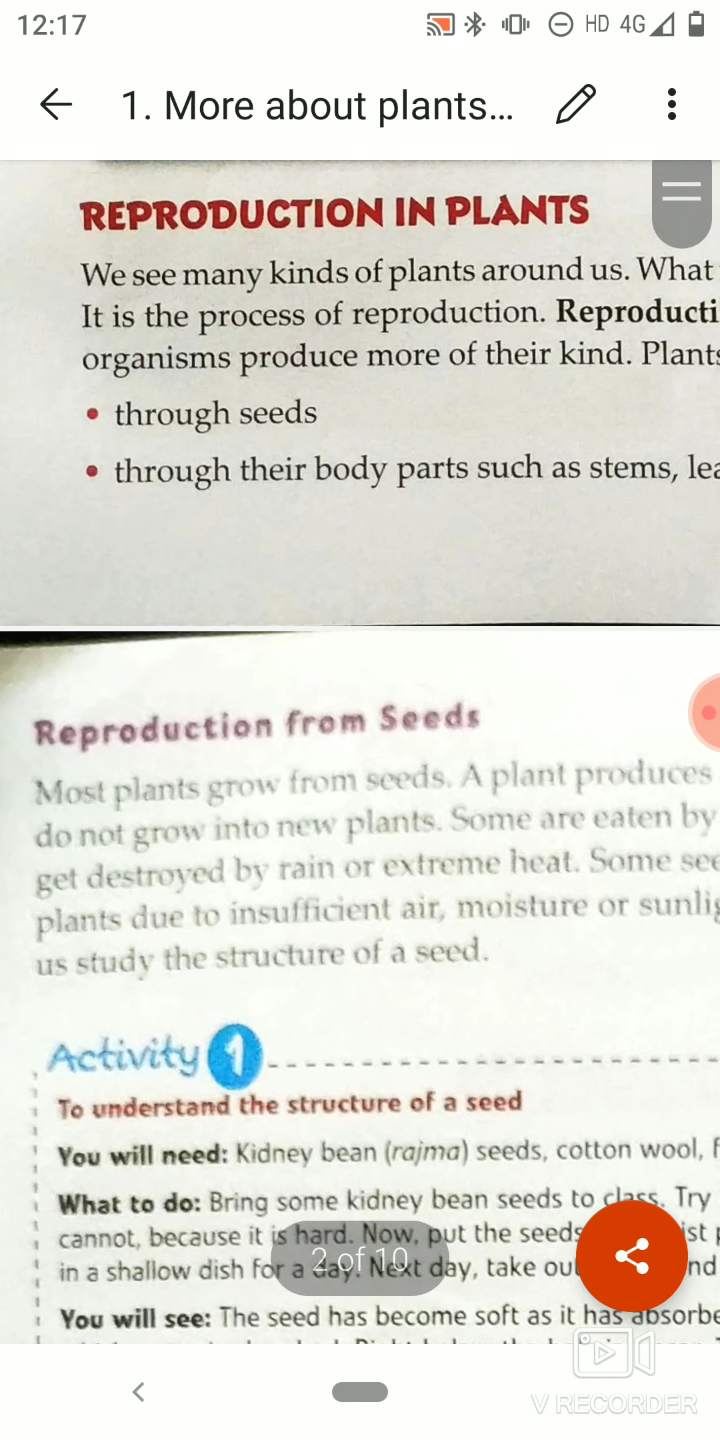 12:17
HD 4G
1. More about plants...
REPRODUCTION IN PLANTS
We see many kinds of plants around us. What
It is the process of reproduction. Reproducti
organisms produce more of their kind. Plants
• through seeds
• through their body parts such as stems, lea
Reproduction from Seeds
Most plants grow from seeds. A plant produces
do not grow into new plants. Some are eaten by
get destroyed by rain or extreme heat. Some see
plants due to insufficient air, moisture or sunlig
us study the structure of a seed.
Activity 1
To understand the structure of a seed
You will need: Kidney bean (rajma) seeds, cotton wool, f
What to do: Bring some kidney bean seeds to class. Try
cannot, because it is hard. Now, put the seeds
in a shallow dish for a day. Next day, take ou
2 of 10
You will see: The seed has become soft as it has absorbe
V RECORDER